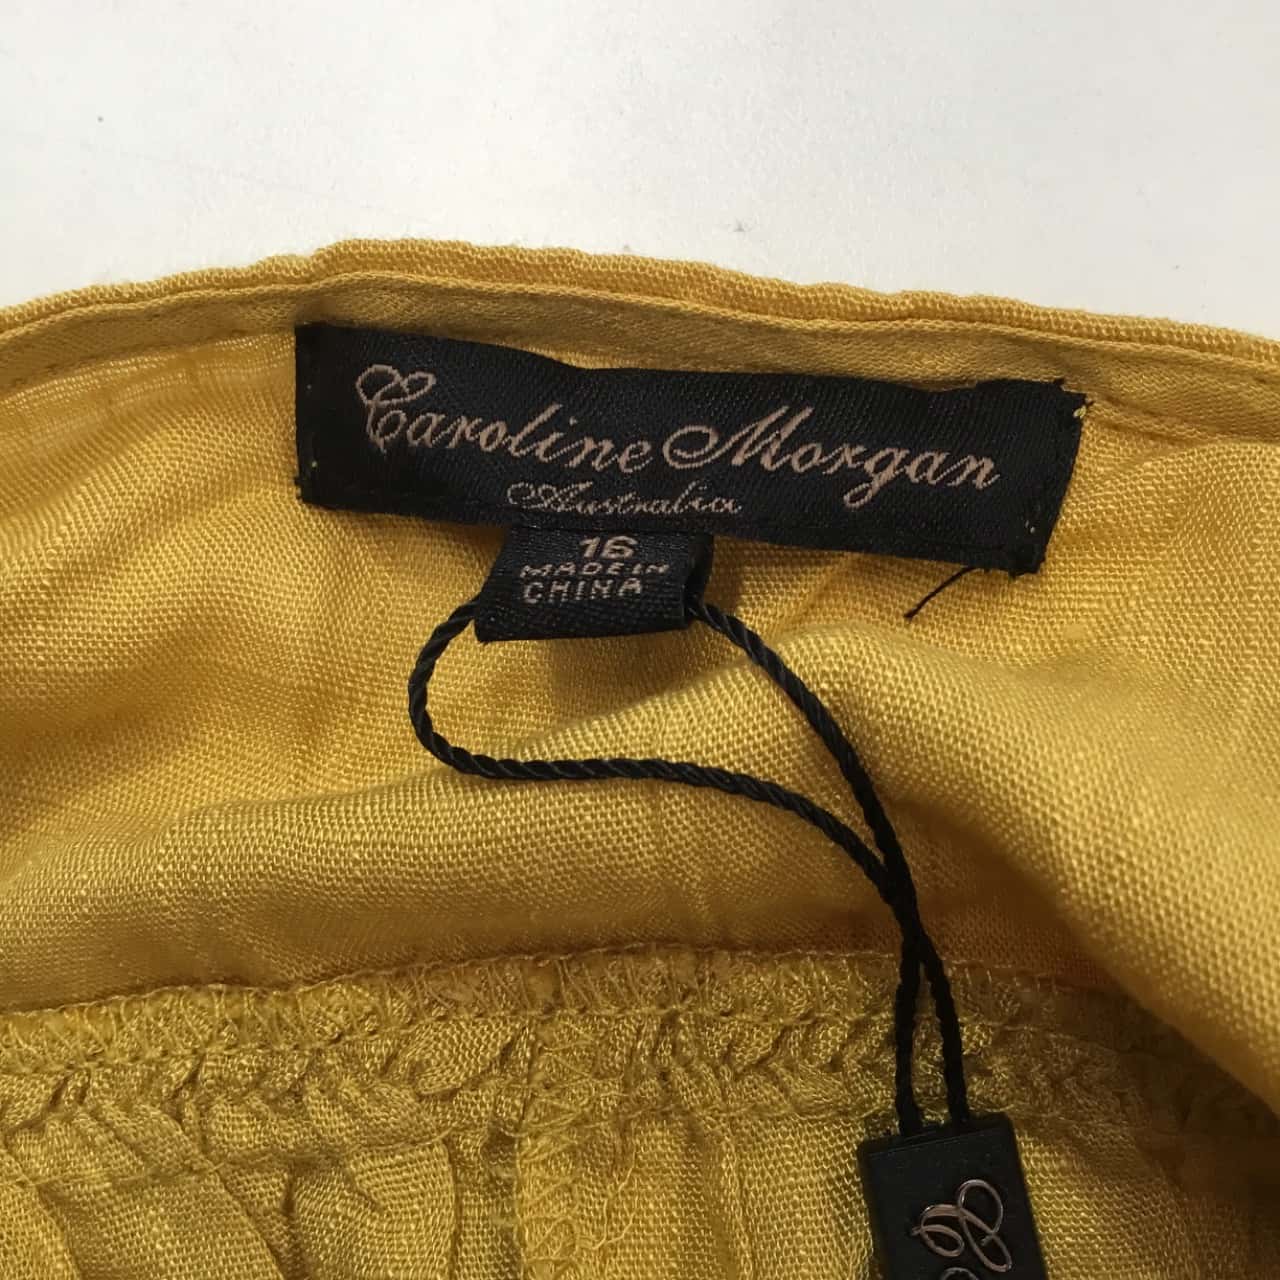 Caroline Morgan
Australia
16
MADE IN
CHINA